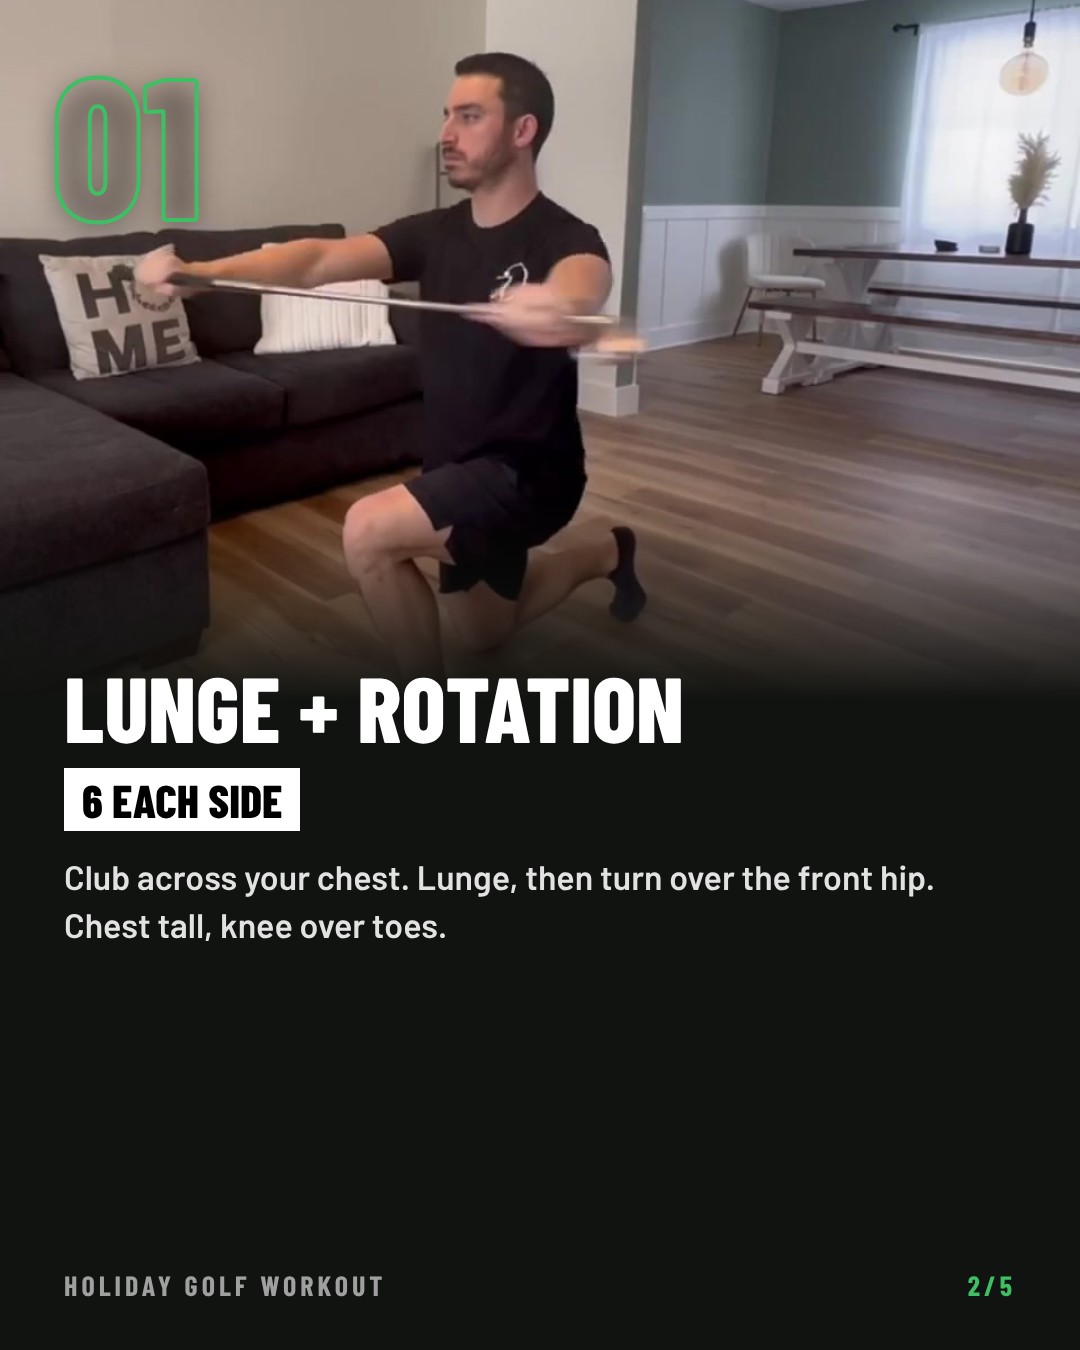 01
HOME
LUNGE + ROTATION
6 EACH SIDE
Club across your chest. Lunge, then turn over the front hip.
Chest tall, knee over toes.
HOLIDAY GOLF WORKOUT
2/5